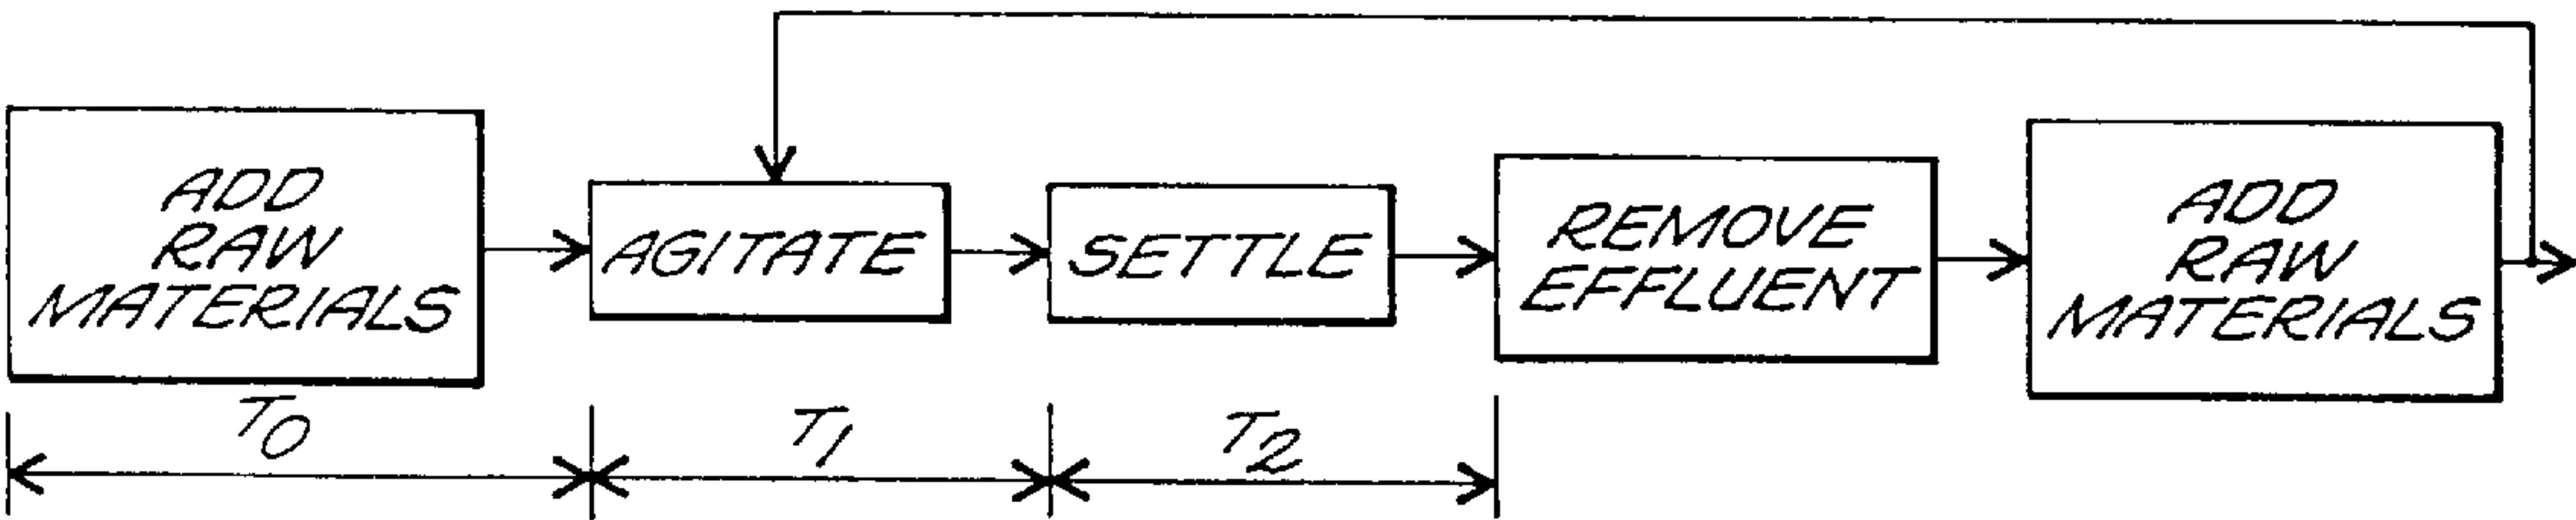 ADD
RAW
MATERIALS
AGITATE
SETTLE
REMOVE
EFFLUENT
ADD
RAW
MATERIALS
T0
T1
T2